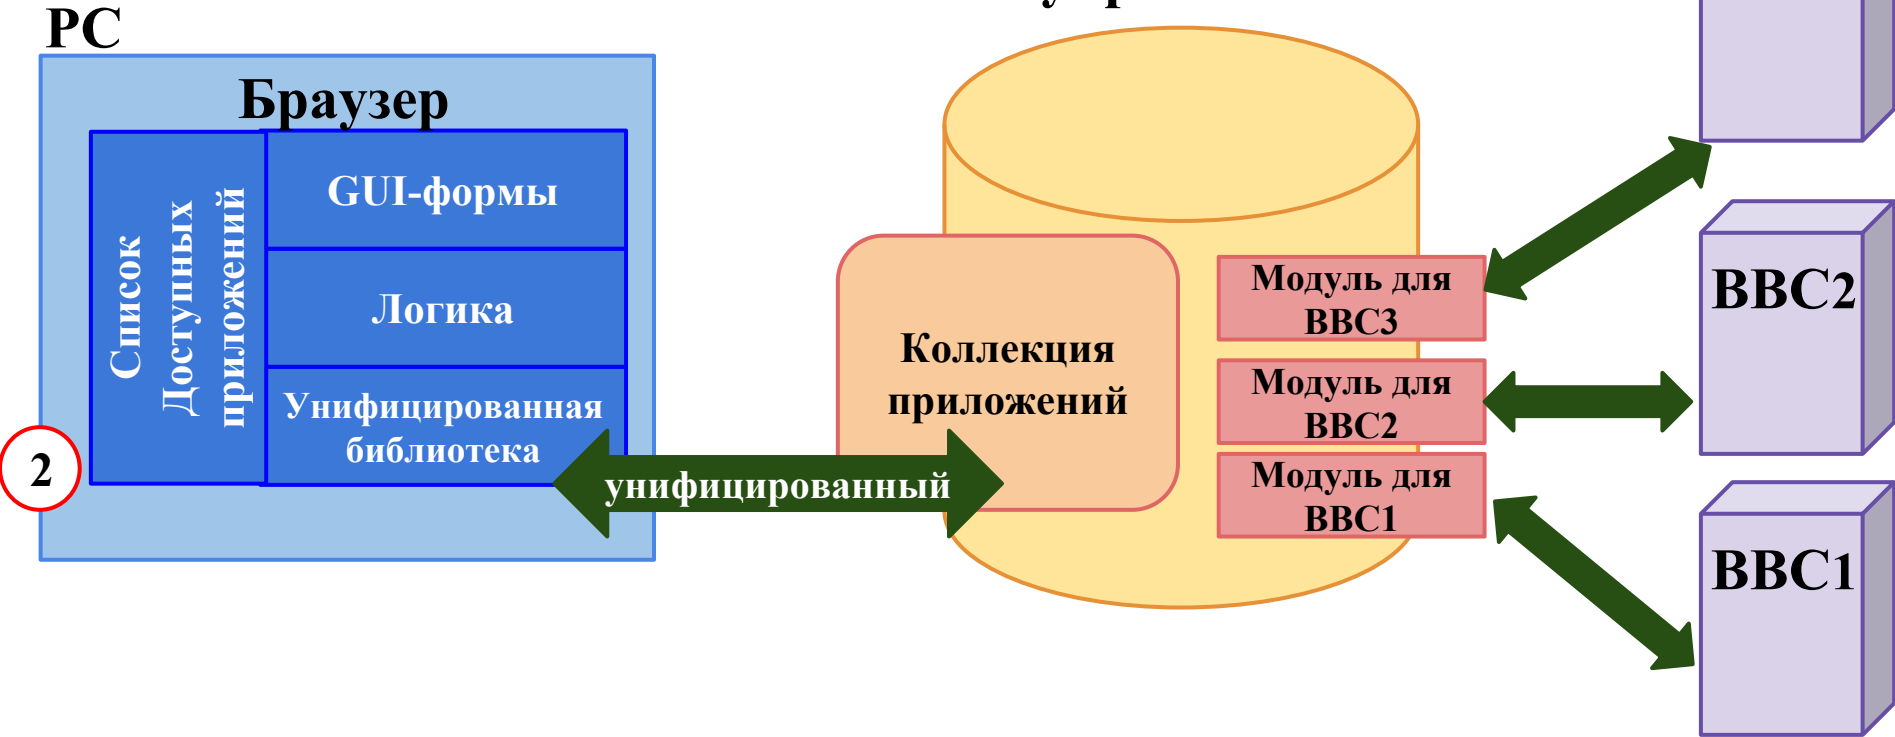 PC
Браузер
GUI-формы
Логика
Унифицированная
библиотека
Список
Доступных
приложений
2
унифицированный
Коллекция
приложений
Модуль для
ВВС3
Модуль для
ВВС2
Модуль для
ВВС1
ВВС2
ВВС1